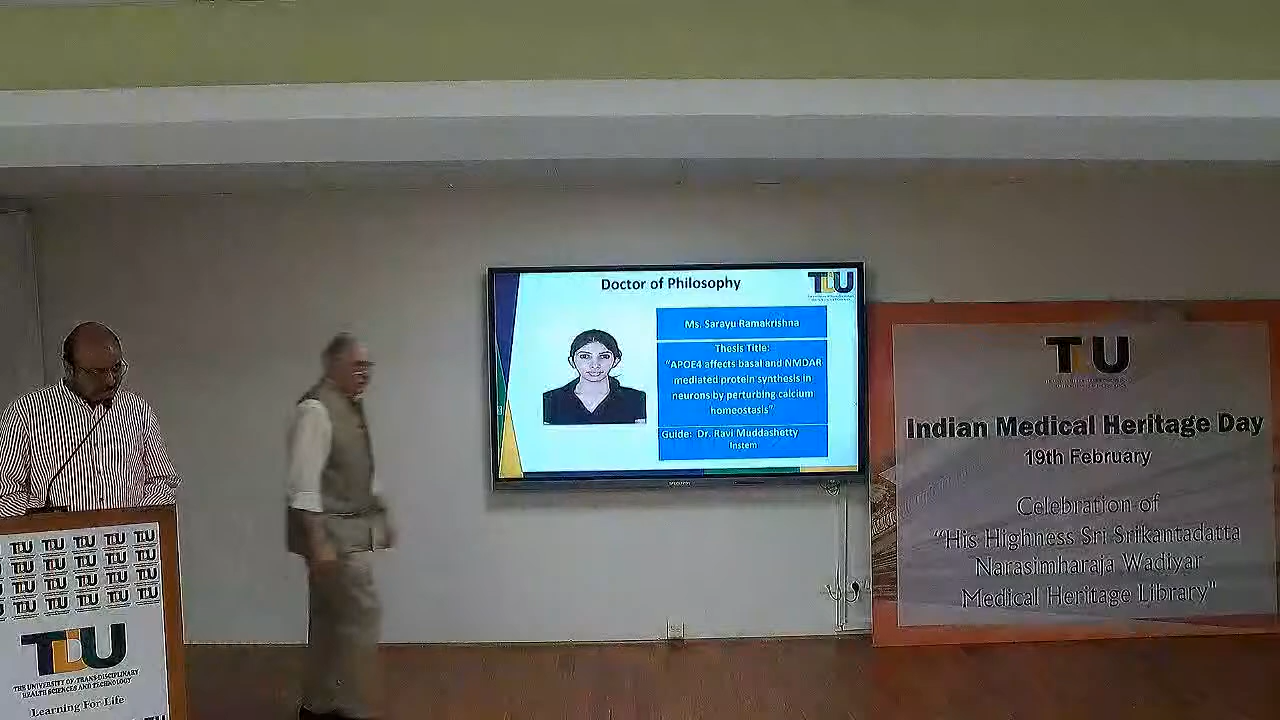 Doctor of Philosophy
TDU
Ms. Sarayu Ramakrishna
Thesis Title:
"APOE4 affects basal and NMDAR
mediated protein synthesis in
neurons by perturbing calcium
homeostasis"
Guide: Dr. Ravi Muddashetty
Instem
TDU
Indian Medical Heritage Day
19th February
Celebration of
"His Highness Sri Srikantadatta
Narasimharaja Wadiyar
Medical Heritage Library"
TDU TDU TDU TDU TDU
TDU TDU TDU TDU TDU
TDU TDU TDU TDU TDU
TDU TDU TDU TDU TDU
TDU
THE UNIVERSITY OF TRANS-DISCIPLINARY
HEALTH SCIENCES AND TECHNOLOGY
Learning For Life